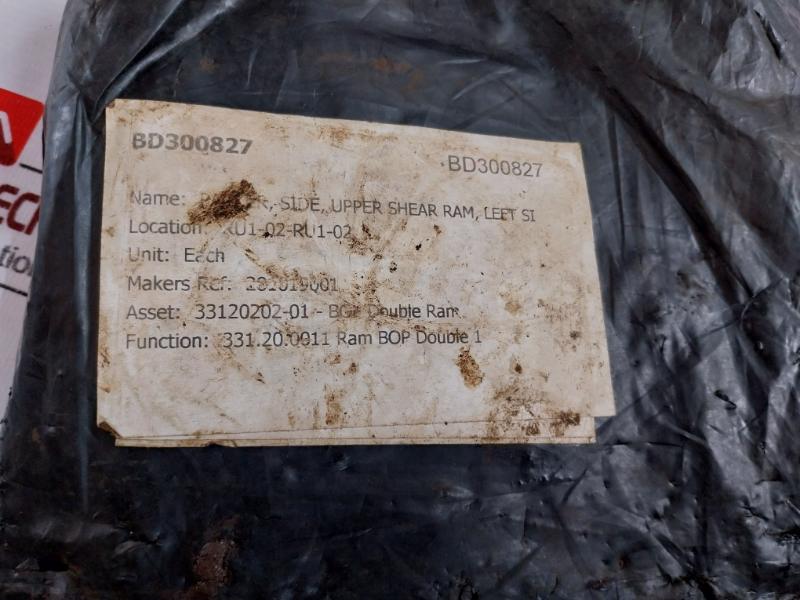 BD300827
BD300827
Name: SIDE, UPPER SHEAR RAM, LEFT SI
Location: RU1-02-RU1-02
Unit: Each
Makers Ref:
Asset: 33120202-01 - BOP Double Ram
Function: 331.20.0011 Ram BOP Double 1